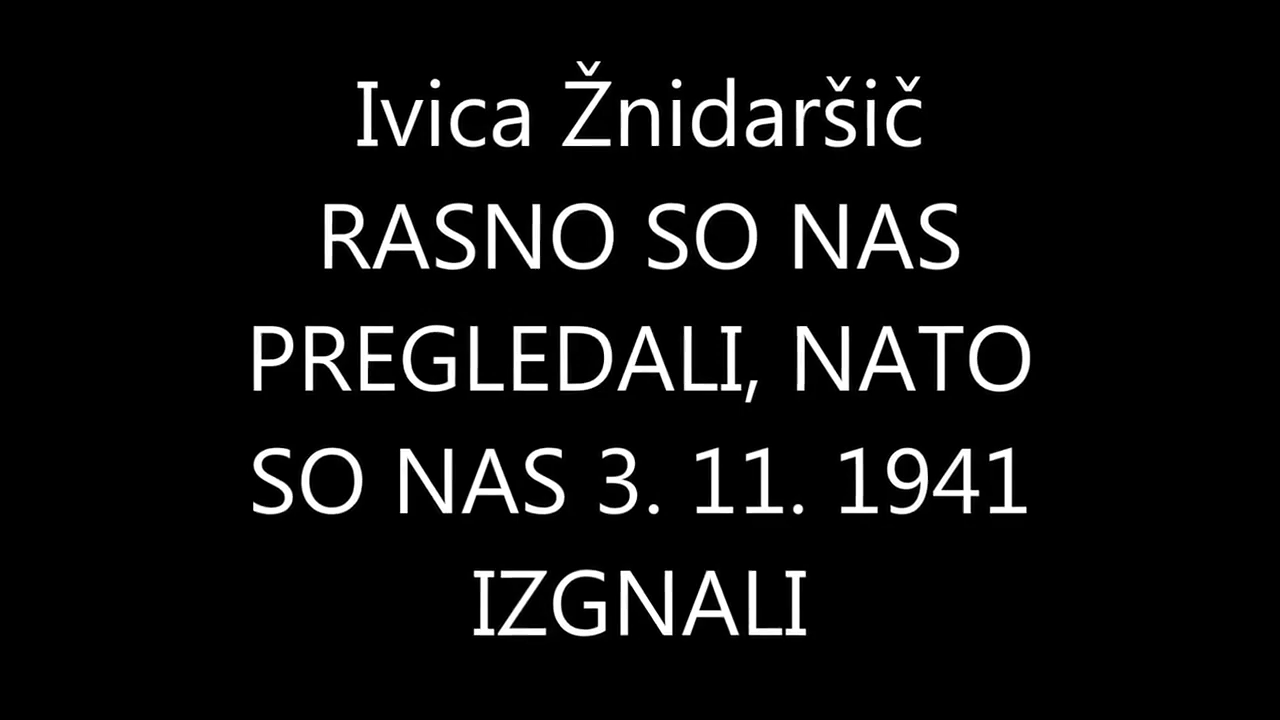 Ivica Žnidaršič
RASNO SO NAS
PREGLEDALI, NATO
SO NAS 3. 11. 1941
IZGNALI